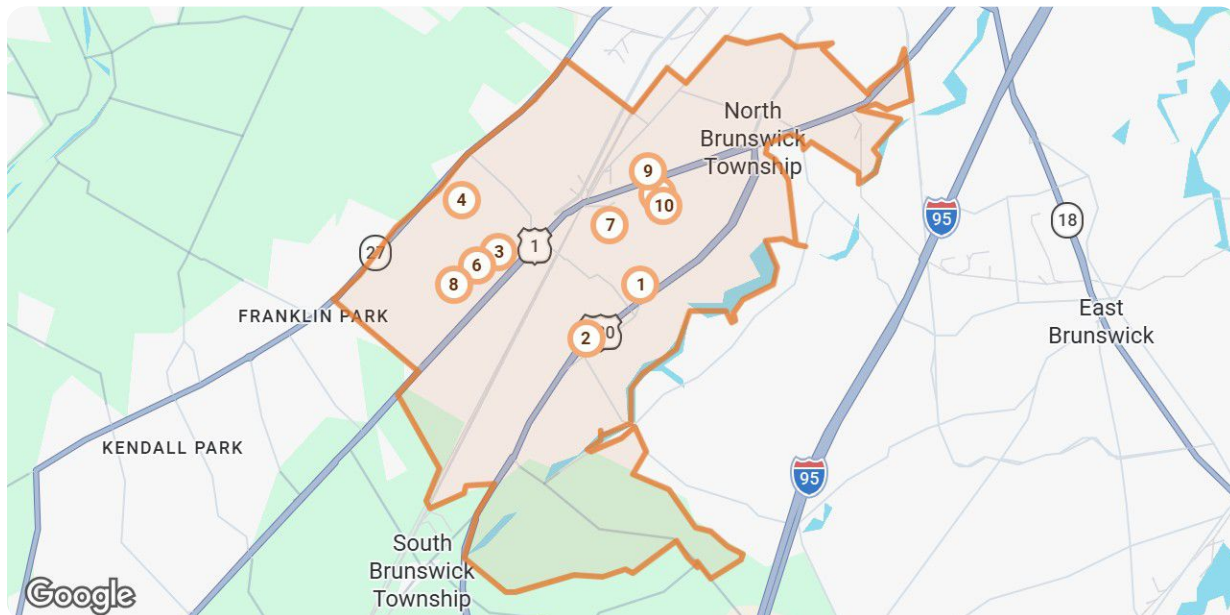 North
Brunswick
Township
9
10
4
7
18
95
3
1
27
6
8
1
East
Brunswick
FRANKLIN PARK
2
KENDALL PARK
95
South
Brunswick
Township
Google